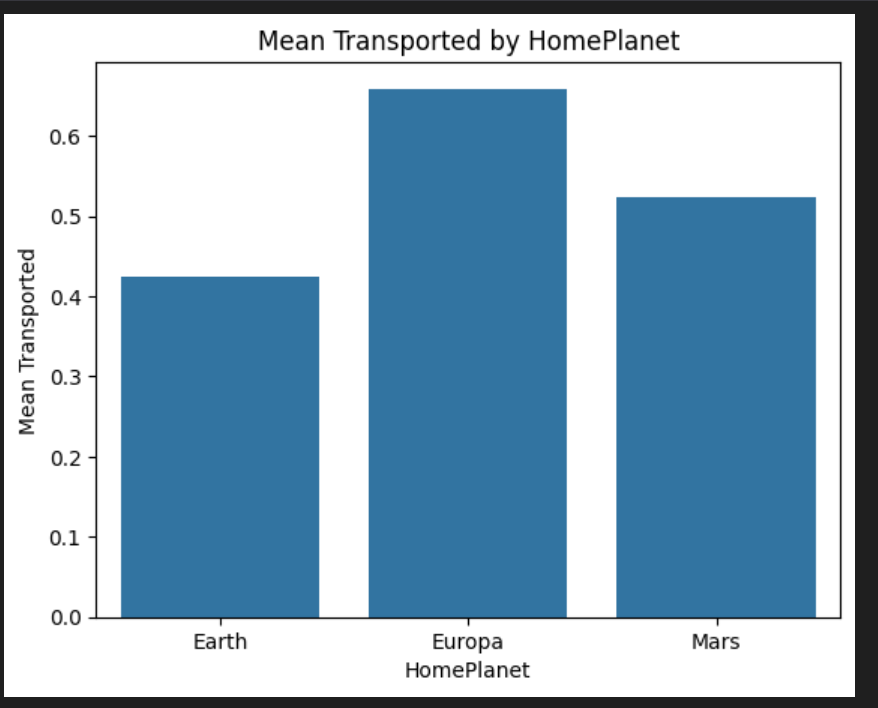 Mean Transported by HomePlanet
Mean Transported
0.6
0.5
0.4
0.3
0.2
0.1
0.0
Earth Europa Mars
HomePlanet